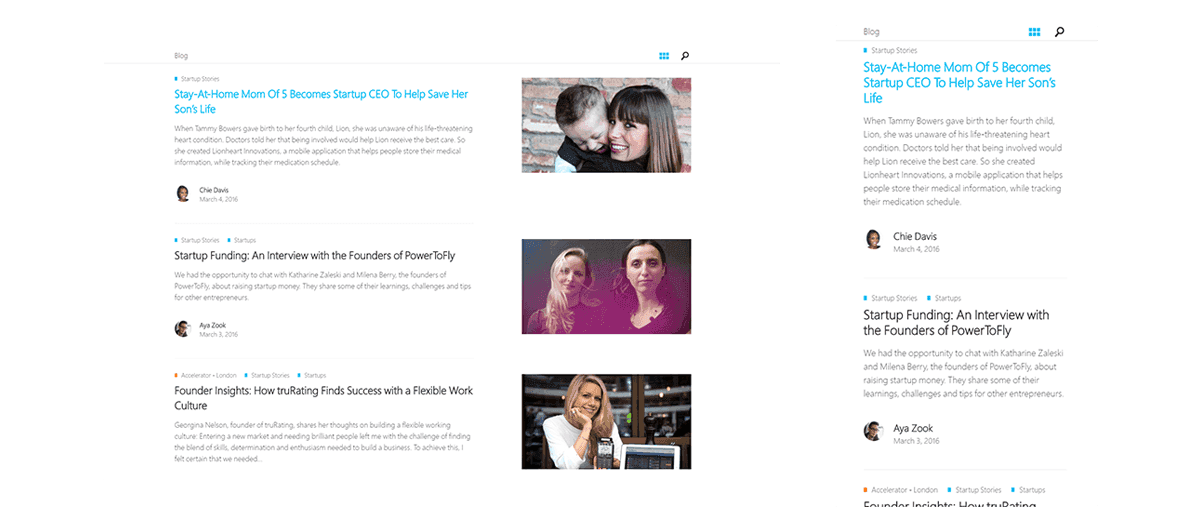 Blog
Startup Stories
Stay-At-Home Mom Of 5 Becomes Startup CEO To Help Save Her
Son's Life
When Tammy Bowers gave birth to her fourth child, Lion, she was unaware of his life-threatening
heart condition. Doctors told her that being involved would help Lion receive the best care. So
she created Lionheart Innovations, a mobile application that helps people store their medical
information, while tracking their medication schedule.
Chie Davis
March 4, 2016
Startup Stories Startups
Startup Funding: An Interview with the Founders of PowerToFly
We had the opportunity to chat with Katharine Zaleski and Milena Berry, the founders of
PowerToFly, about raising startup money. They share some of their learnings, challenges and tips
for other entrepreneurs.
Aya Zook
March 3, 2016
Accelerator • London Startup Stories Startups
Founder Insights: How truRating Finds Success with a Flexible Work
Culture
Georgina Nelson, founder of truRating, shares her thoughts on building a flexible working
culture: Entering a new market and needing brilliant people left me with the challenge of finding
the blend of skills, determination and enthusiasm needed to build a business. To achieve this, I
felt certain that we needed...
Blog
Startup Stories
Stay-At-Home Mom Of 5 Becomes
Startup CEO To Help Save Her Son's
Life
When Tammy Bowers gave birth to her fourth child,
Lion, she was unaware of his life-threatening heart
condition. Doctors told her that being involved would
help Lion receive the best care. So she created
Lionheart Innovations, a mobile application that helps
people store their medical information, while tracking
their medication schedule.
Chie Davis
March 4, 2016
Startup Stories Startups
Startup Funding: An Interview with
the Founders of PowerToFly
We had the opportunity to chat with Katharine Zaleski
and Milena Berry, the founders of PowerToFly, about
raising startup money. They share some of their
learnings, challenges and tips for other entrepreneurs.
Aya Zook
March 3, 2016
Accelerator • London Startup Stories Startups
Founder Insights: How truRating